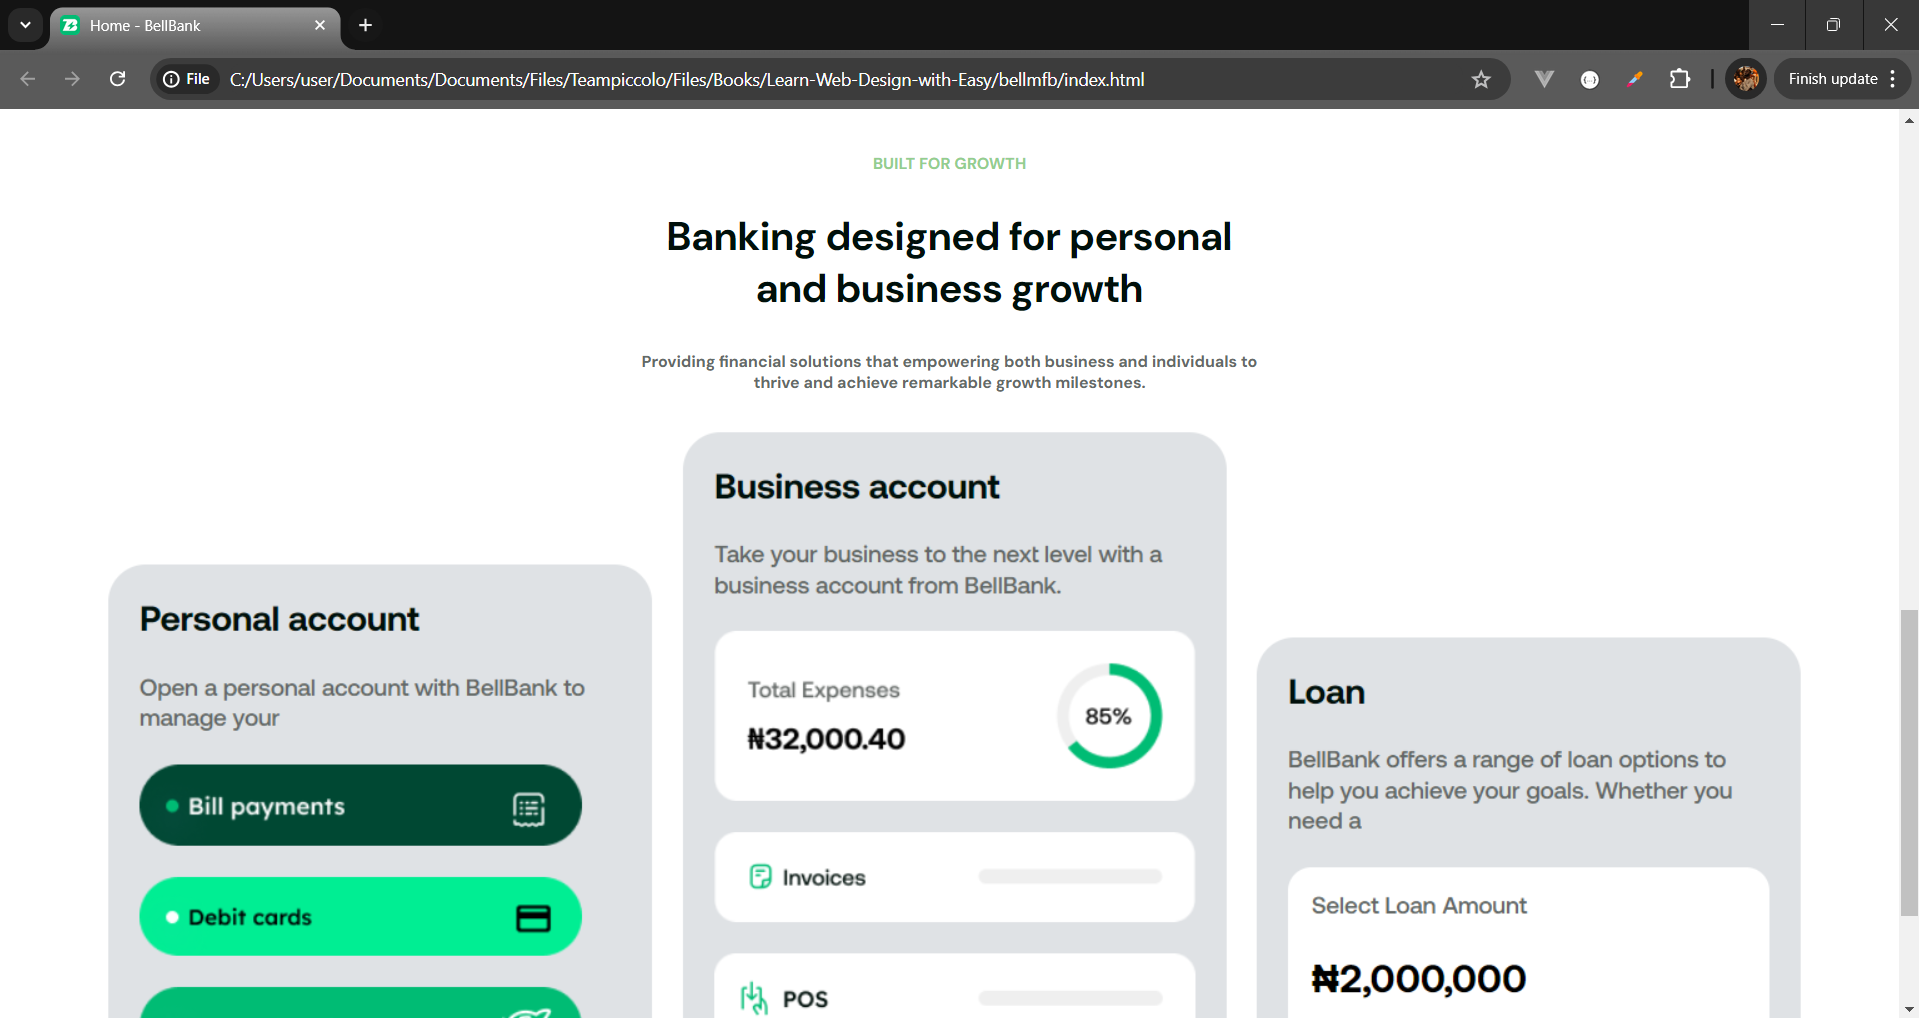 Home - BellBank
File
C:/Users/user/Documents/Documents/Files/Teampiccolo/Files/Books/Learn-Web-Design-with-Easy/bellmfb/index.html
Finish update
BUILT FOR GROWTH
Banking designed for personal
and business growth
Providing financial solutions that empowering both business and individuals to
thrive and achieve remarkable growth milestones.
Personal account
Open a personal account with BellBank to
manage your
Bill payments
Debit cards
Business account
Take your business to the next level with a
business account from BellBank.
Total Expenses
₦32,000.40
85%
Invoices
POS
Loan
BellBank offers a range of loan options to
help you achieve your goals. Whether you
need a
Select Loan Amount
₦2,000,000